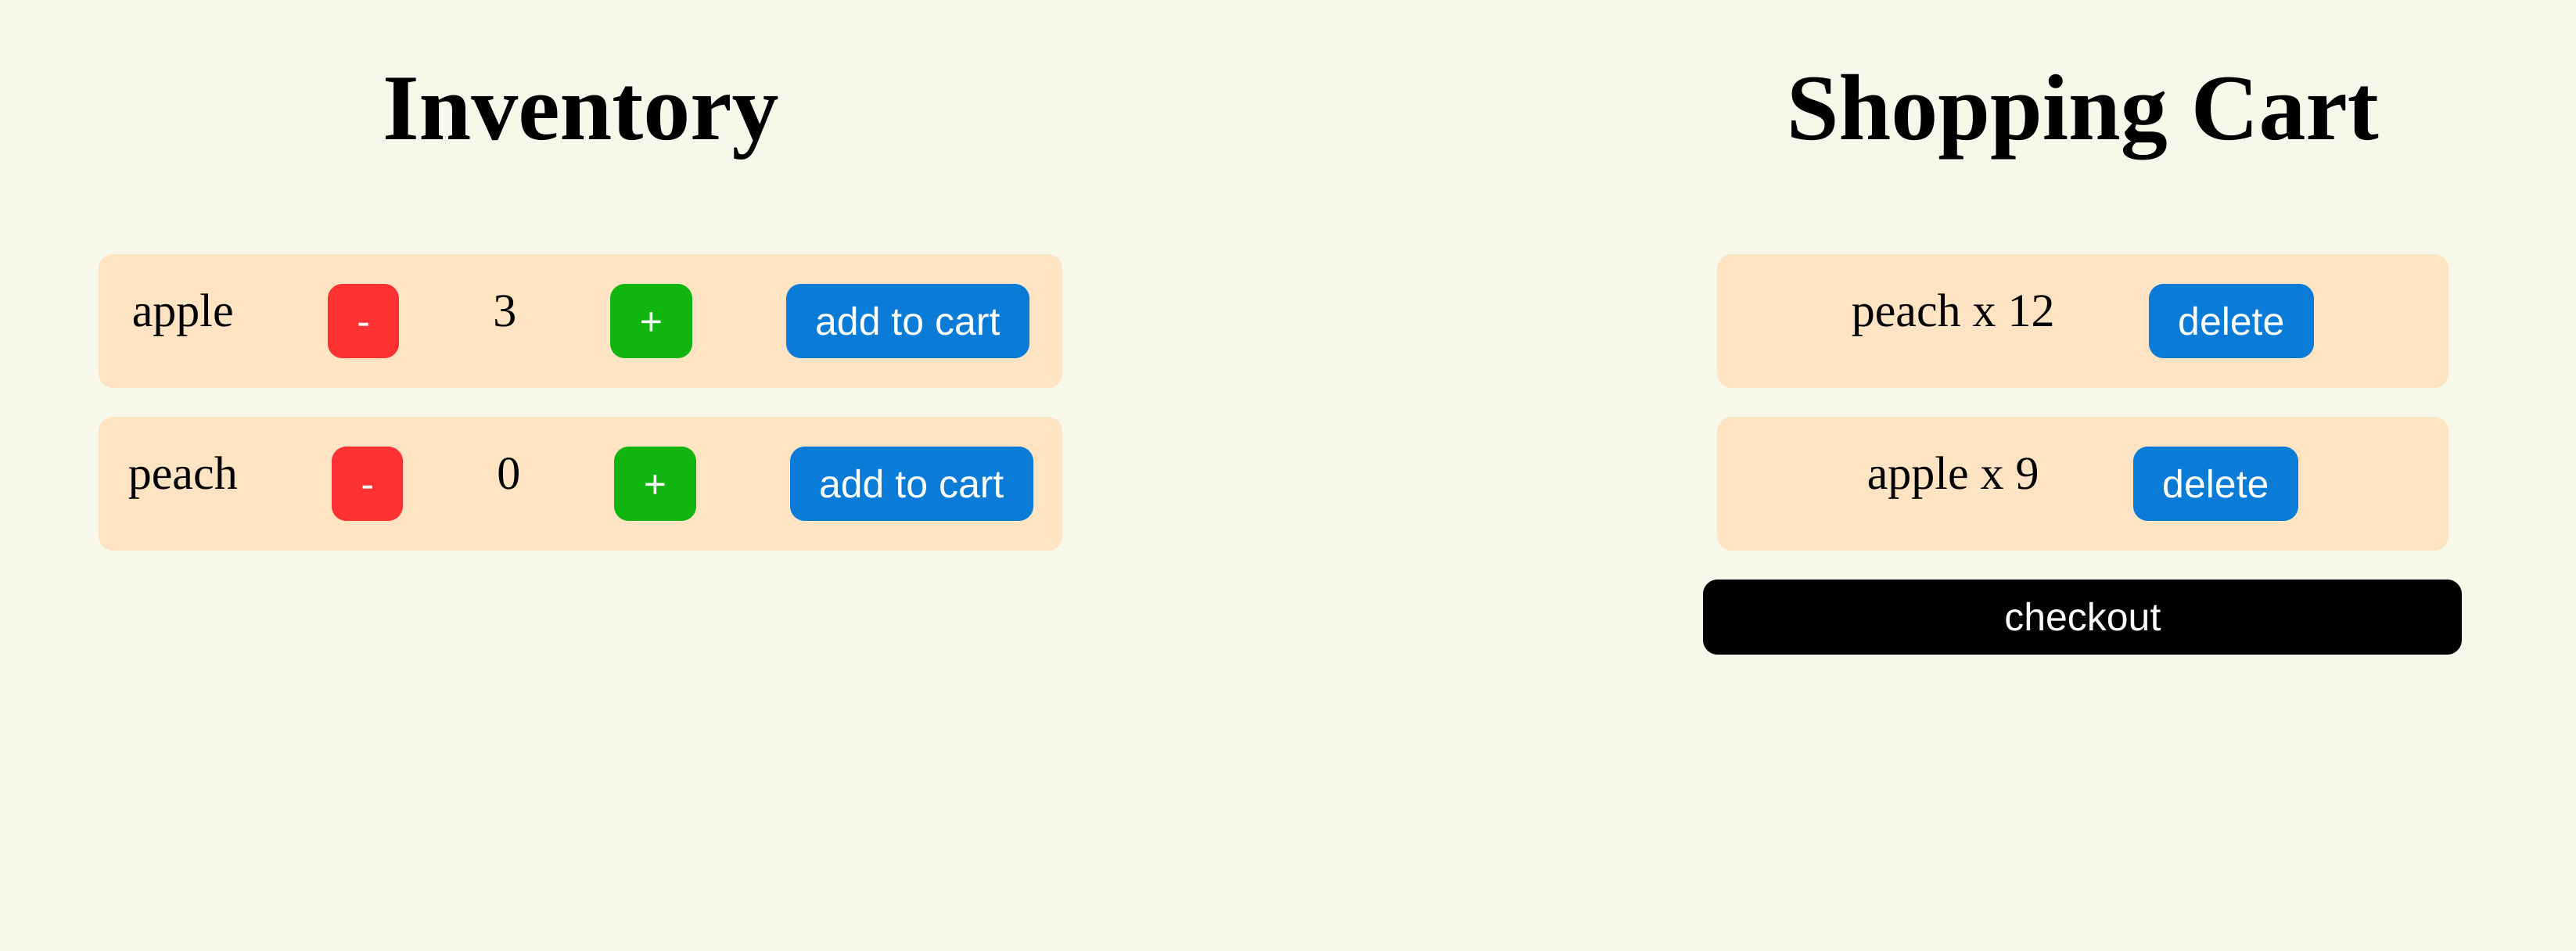 Inventory
apple - 3 + add to cart
peach - 0 + add to cart
Shopping Cart
peach x 12 delete
apple x 9 delete
checkout